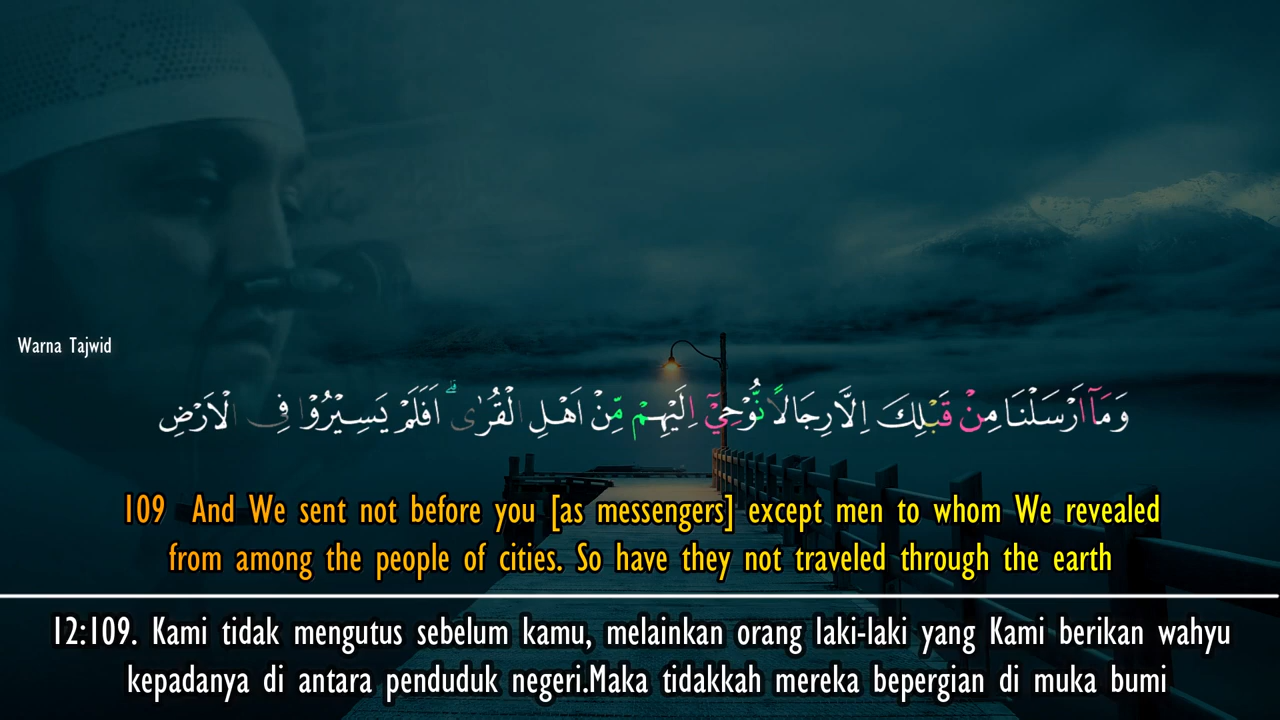 Warna Tajwid
وَمَآ اَرْسَلْنَا مِنْ قَبْلِكَ اِلَّا رِجَالًا نُّوْحِيْٓ اِلَيْهِمْ مِّنْ اَهْلِ الْقُرٰىۗ اَفَلَمْ يَسِيْرُوْا فِى الْاَرْضِ
109 And We sent not before you [as messengers] except men to whom We revealed
from among the people of cities. So have they not traveled through the earth
12:109. Kami tidak mengutus sebelum kamu, melainkan orang laki-laki yang Kami berikan wahyu
kepadanya di antara penduduk negeri.Maka tidakkah mereka bepergian di muka bumi